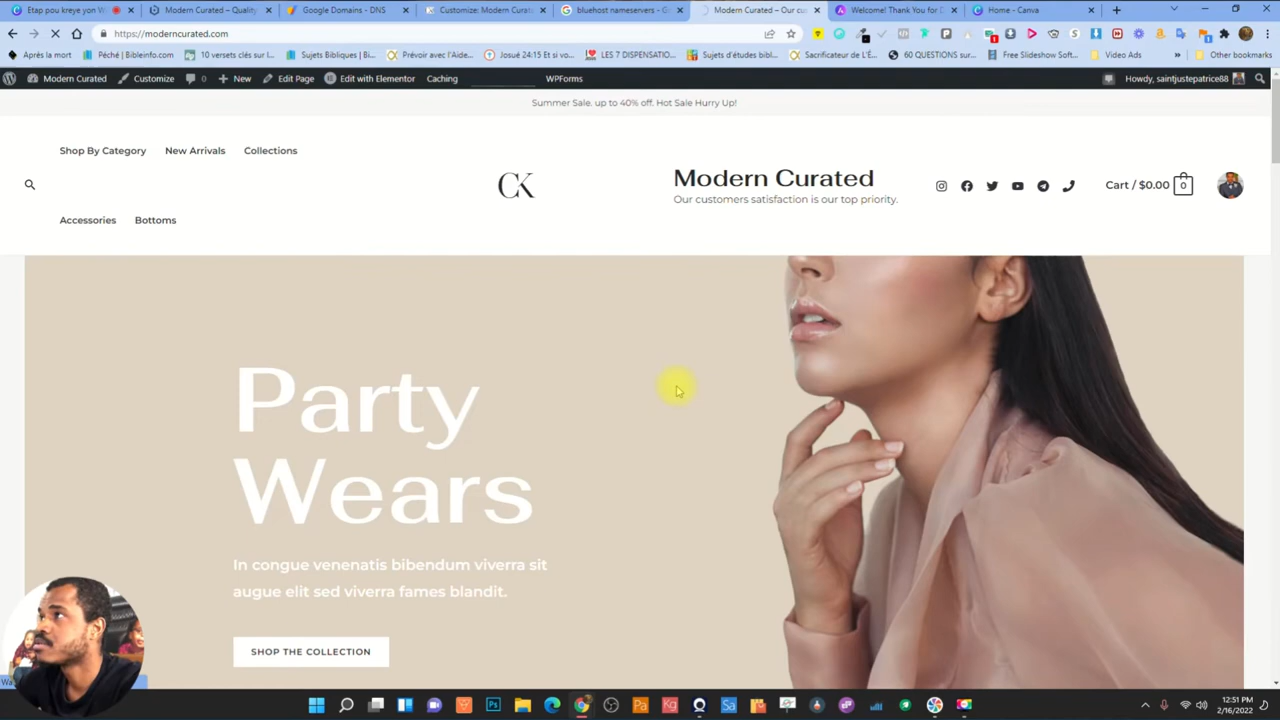 Etap pou kreye yon W
Modern Curated – Quality
Google Domains - DNS
Customize: Modern Curat
bluehost nameservers - G
Modern Curated – Our cu
Welcome! Thank You for D
Home - Canva
https://moderncurated.com
Aprés la mort
Péché | Bibleinfo.com
10 versets clés sur l...
Sujets Bibliques | Bi...
Prévoir avec l'Aide...
Josué 24:15 Et si vo...
LES 7 DISPENSATIO...
Sujets d'études bibl...
Sacrificateur de L'É...
60 QUESTIONS sur...
Free Slideshow Soft...
Video Ads
Other bookmarks
Modern Curated
Customize
0
New
Edit Page
Edit with Elementor
Caching
WPForms
Howdy, saintjustepatrice88
Summer Sale. up to 40% off. Hot Sale Hurry Up!
Shop By Category
New Arrivals
Collections
Accessories
Bottoms
CK
Modern Curated
Our customers satisfaction is our top priority.
Cart / $0.00
0
Party
Wears
In congue venenatis bibendum viverra sit
augue elit sed viverra fames blandit.
SHOP THE COLLECTION
12:51 PM
2/16/2022